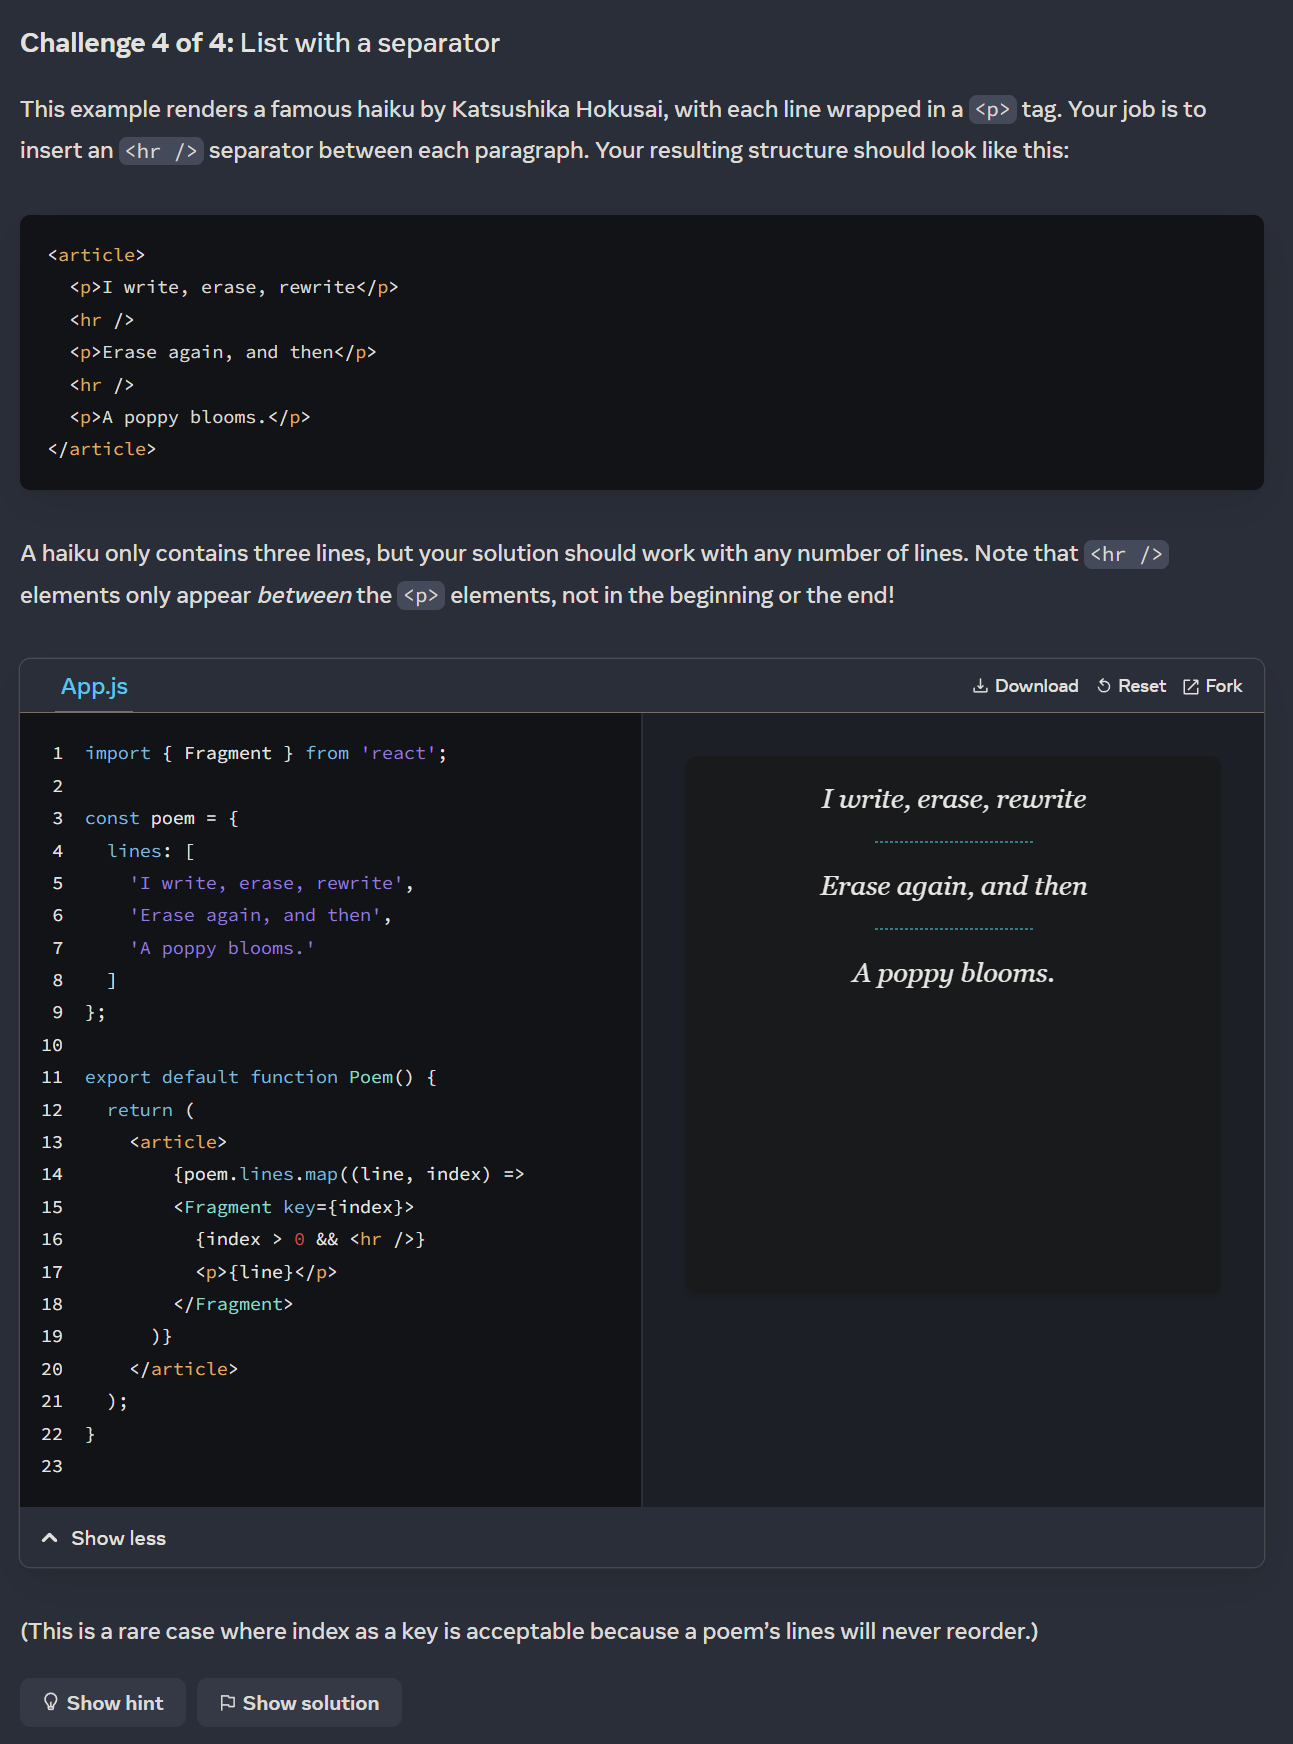 Challenge 4 of 4: List with a separator
This example renders a famous haiku by Katsushika Hokusai, with each line wrapped in a <p> tag. Your job is to
insert an <hr /> separator between each paragraph. Your resulting structure should look like this:
<article>
  <p>I write, erase, rewrite</p>
  <hr />
  <p>Erase again, and then</p>
  <hr />
  <p>A poppy blooms.</p>
</article>
A haiku only contains three lines, but your solution should work with any number of lines. Note that <hr />
elements only appear between the <p> elements, not in the beginning or the end!
App.js Download Reset Fork
1 import { Fragment } from 'react';
2
3 const poem = {
4   lines: [
5     'I write, erase, rewrite',
6     'Erase again, and then',
7     'A poppy blooms.'
8   ]
9 };
10
11 export default function Poem() {
12   return (
13     <article>
14         {poem.lines.map((line, index) =>
15         <Fragment key={index}>
16           {index > 0 && <hr />}
17           <p>{line}</p>
18         </Fragment>
19       )}
20     </article>
21   );
22 }
23
I write, erase, rewrite
Erase again, and then
A poppy blooms.
Show less
(This is a rare case where index as a key is acceptable because a poem’s lines will never reorder.)
Show hint Show solution